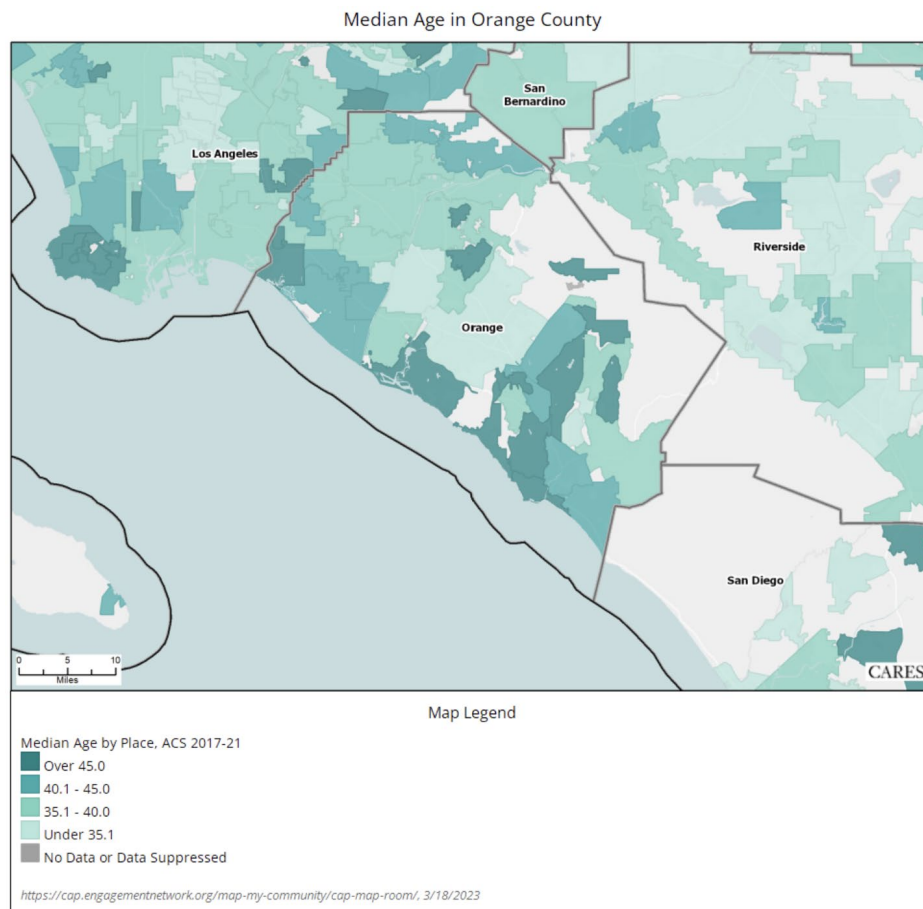 Median Age in Orange County
San
Bernardino
Los Angeles
Riverside
Orange
San Diego
0 5 10
Miles
CARES
Map Legend
Median Age by Place, ACS 2017-21
Over 45.0
40.1 - 45.0
35.1 - 40.0
Under 35.1
No Data or Data Suppressed
https://cap.engagementnetwork.org/map-my-community/cap-map-room/, 3/18/2023